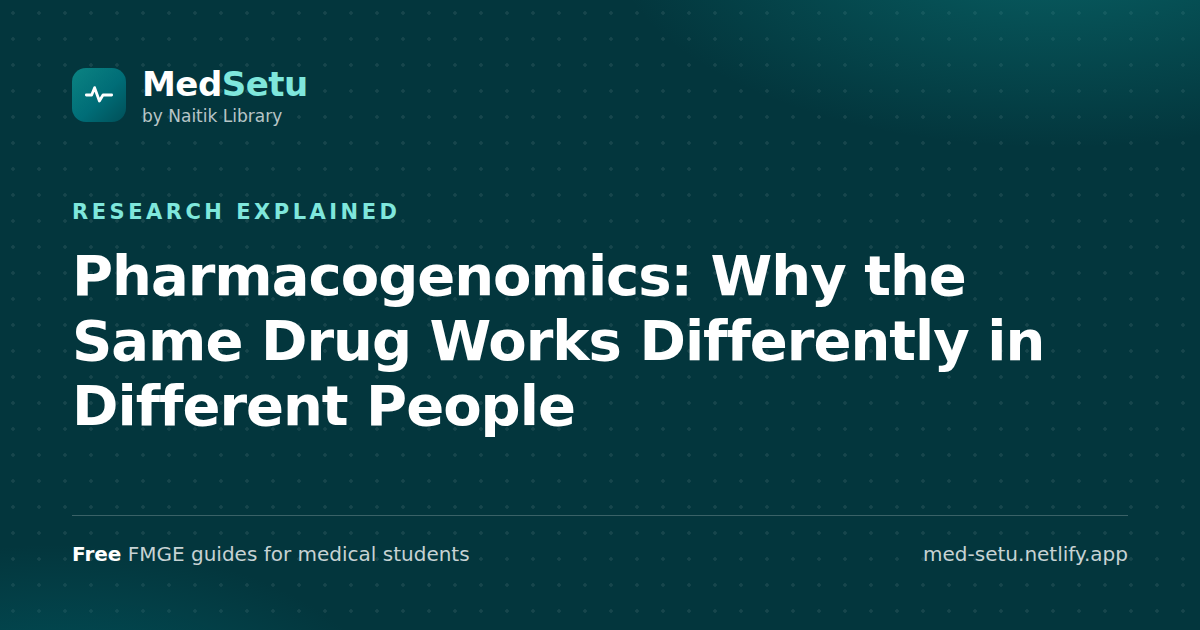 MedSetu
by Naitik Library
RESEARCH EXPLAINED
Pharmacogenomics: Why the
Same Drug Works Differently in
Different People
Free FMGE guides for medical students
med-setu.netlify.app